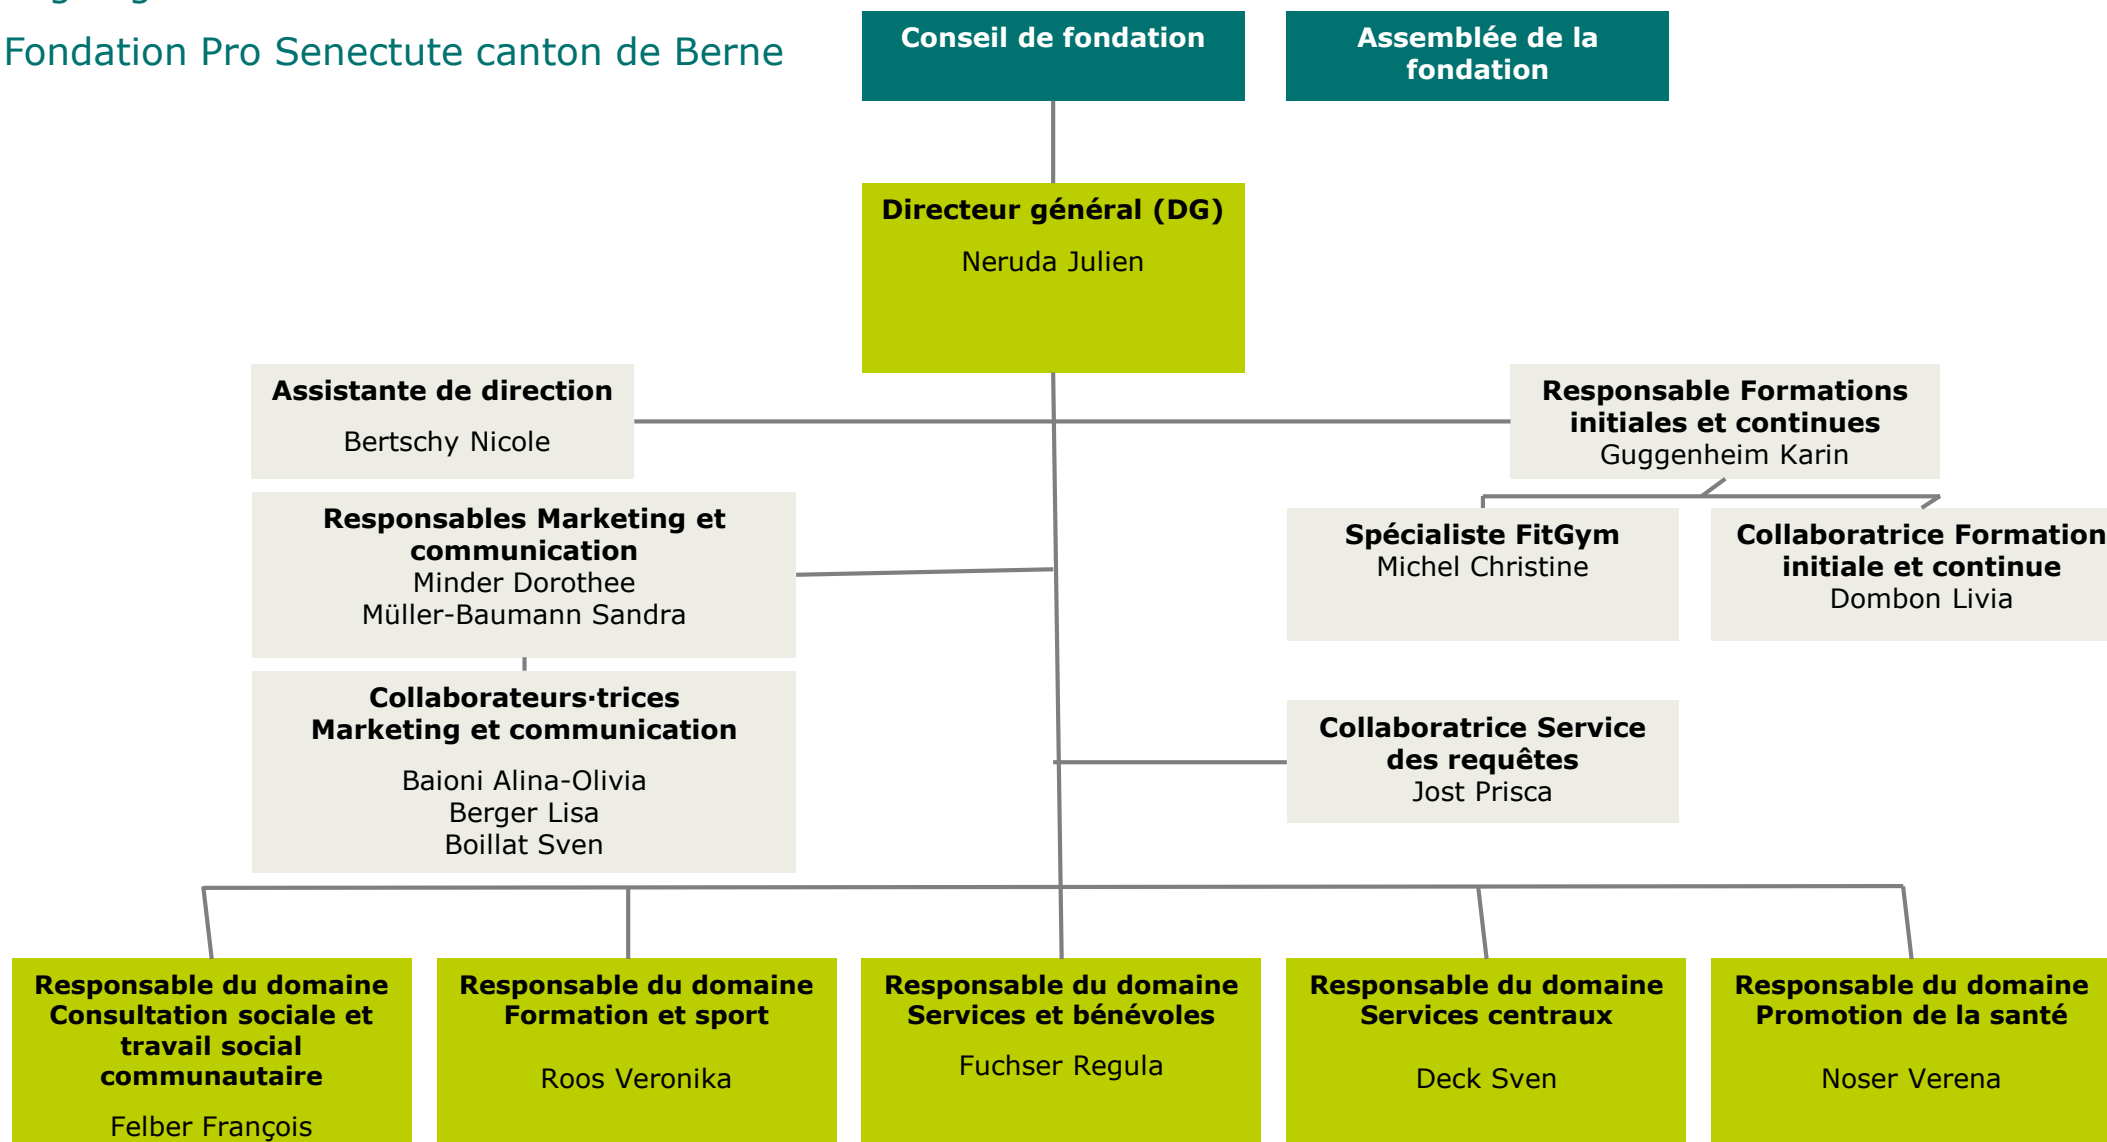 Fondation Pro Senectute canton de Berne
Conseil de fondation
Assemblée de la
fondation
Directeur général (DG)
Neruda Julien
Assistante de direction
Bertschy Nicole
Responsable Formations
initiales et continues
Guggenheim Karin
Responsables Marketing et
communication
Minder Dorothee
Müller-Baumann Sandra
Spécialiste FitGym
Michel Christine
Collaboratrice Formation
initiale et continue
Dombon Livia
Collaborateurs·trices
Marketing et communication
Baioni Alina-Olivia
Berger Lisa
Boillat Sven
Collaboratrice Service
des requêtes
Jost Prisca
Responsable du domaine
Consultation sociale et
travail social
communautaire
Felber François
Responsable du domaine
Formation et sport
Roos Veronika
Responsable du domaine
Services et bénévoles
Fuchser Regula
Responsable du domaine
Services centraux
Deck Sven
Responsable du domaine
Promotion de la santé
Noser Verena